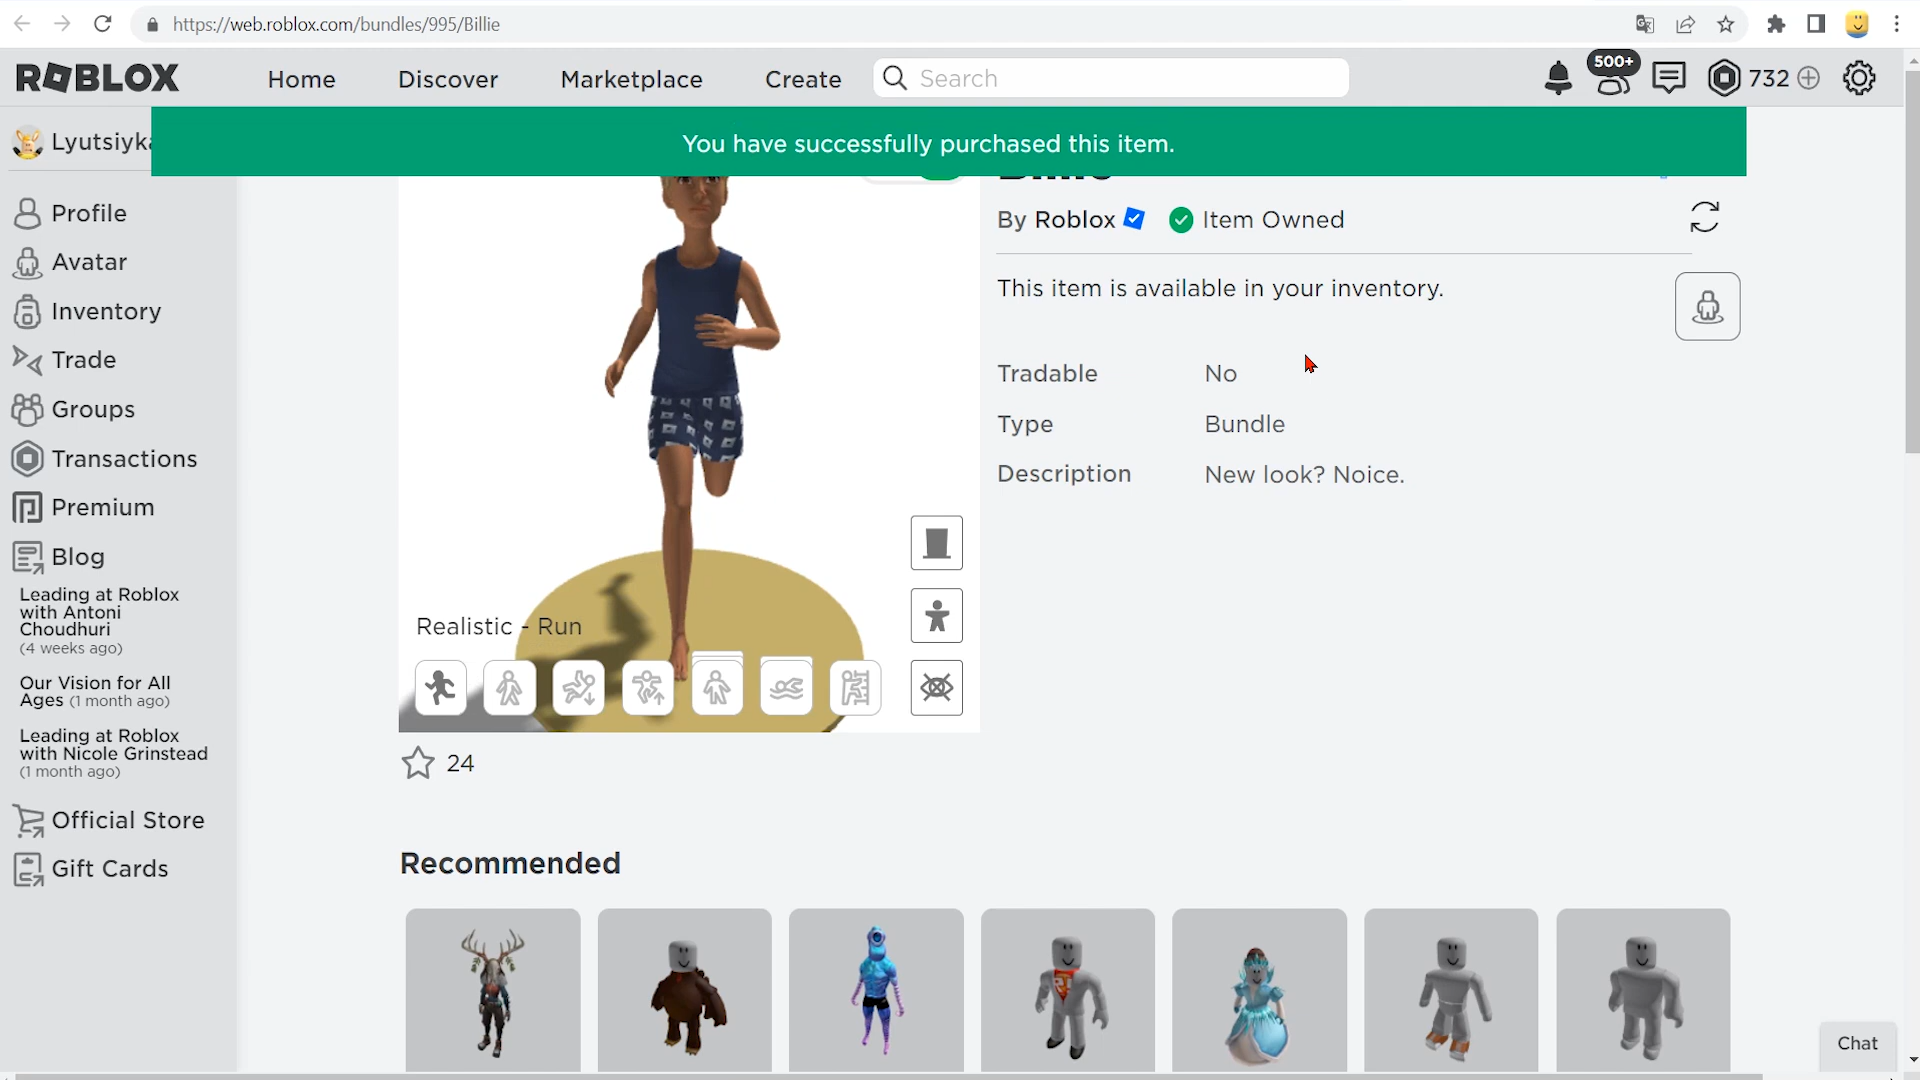 https://web.roblox.com/bundles/995/Billie
ROBLOX
Home
Discover
Marketplace
Create
Search
500+
732
Lyutsiyka
You have successfully purchased this item.
Billie
By Roblox
Item Owned
This item is available in your inventory.
Tradable
No
Type
Bundle
Description
New look? Noice.
Profile
Avatar
Inventory
Trade
Groups
Transactions
Premium
Blog
Leading at Roblox
with Antoni
Choudhuri
(4 weeks ago)
Our Vision for All
Ages (1 month ago)
Leading at Roblox
with Nicole Grinstead
(1 month ago)
Official Store
Gift Cards
Realistic - Run
24
Recommended
Chat